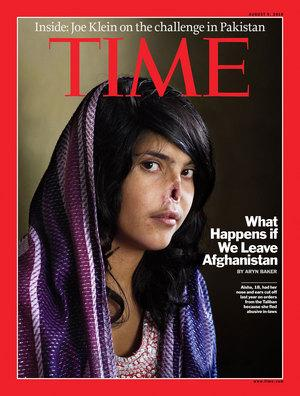 AUGUST 9, 2010
Inside: Joe Klein on the challenge in Pakistan
TIME
What
Happens if
We Leave
Afghanistan
BY ARYN BAKER
Aisha, 18, had her
nose and ears cut off
last year on orders
from the Taliban
because she fled
abusive in-laws
www.time.com